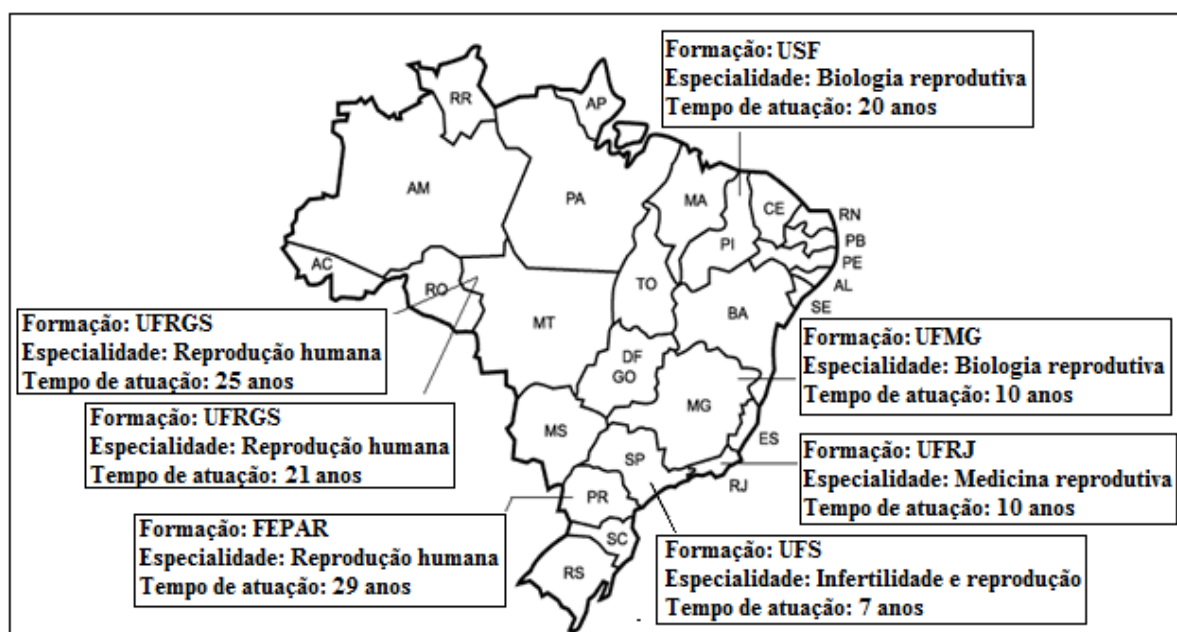 Formação: USF
Especialidade: Biologia reprodutiva
Tempo de atuação: 20 anos
RR
AP
AM
PA
MA
CE
RN
PI
PB
PE
AC
RO
TO
AL
SE
BA
MT
Formação: UFRGS
Especialidade: Reprodução humana
Tempo de atuação: 25 anos
DF
GO
Formação: UFMG
Especialidade: Biologia reprodutiva
Tempo de atuação: 10 anos
MG
Formação: UFRGS
Especialidade: Reprodução humana
Tempo de atuação: 21 anos
MS
ES
SP
RJ
Formação: UFRJ
Especialidade: Medicina reprodutiva
Tempo de atuação: 10 anos
PR
Formação: FEPAR
Especialidade: Reprodução humana
Tempo de atuação: 29 anos
SC
RS
Formação: UFS
Especialidade: Infertilidade e reprodução
Tempo de atuação: 7 anos